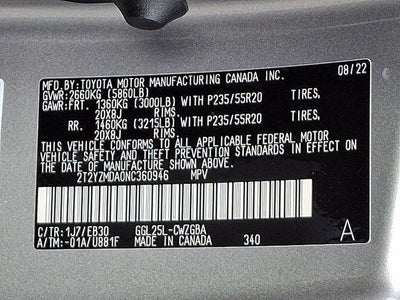 MFD. BY: TOYOTA MOTOR MANUFACTURING CANADA INC.
GVWR: 2660KG (5860LB) 08/22
GAWR: FRT. 1360KG (3000LB) WITH P235/55R20 TIRES,
20X8J RIMS,
RR. 1460KG (3215LB) WITH P235/55R20 TIRES,
20X8J RIMS.
THIS VEHICLE CONFORMS TO ALL APPLICABLE FEDERAL MOTOR
VEHICLE SAFETY AND THEFT PREVENTION STANDARDS IN EFFECT ON
THE DATE OF MANUFACTURE SHOWN ABOVE.
2T2YZMDA0NC360946 MPV
C/TR: 1J7/EB30 GGL25L-CWZGBA
A/TM: -01A/U881F MADE IN CANADA 340 A